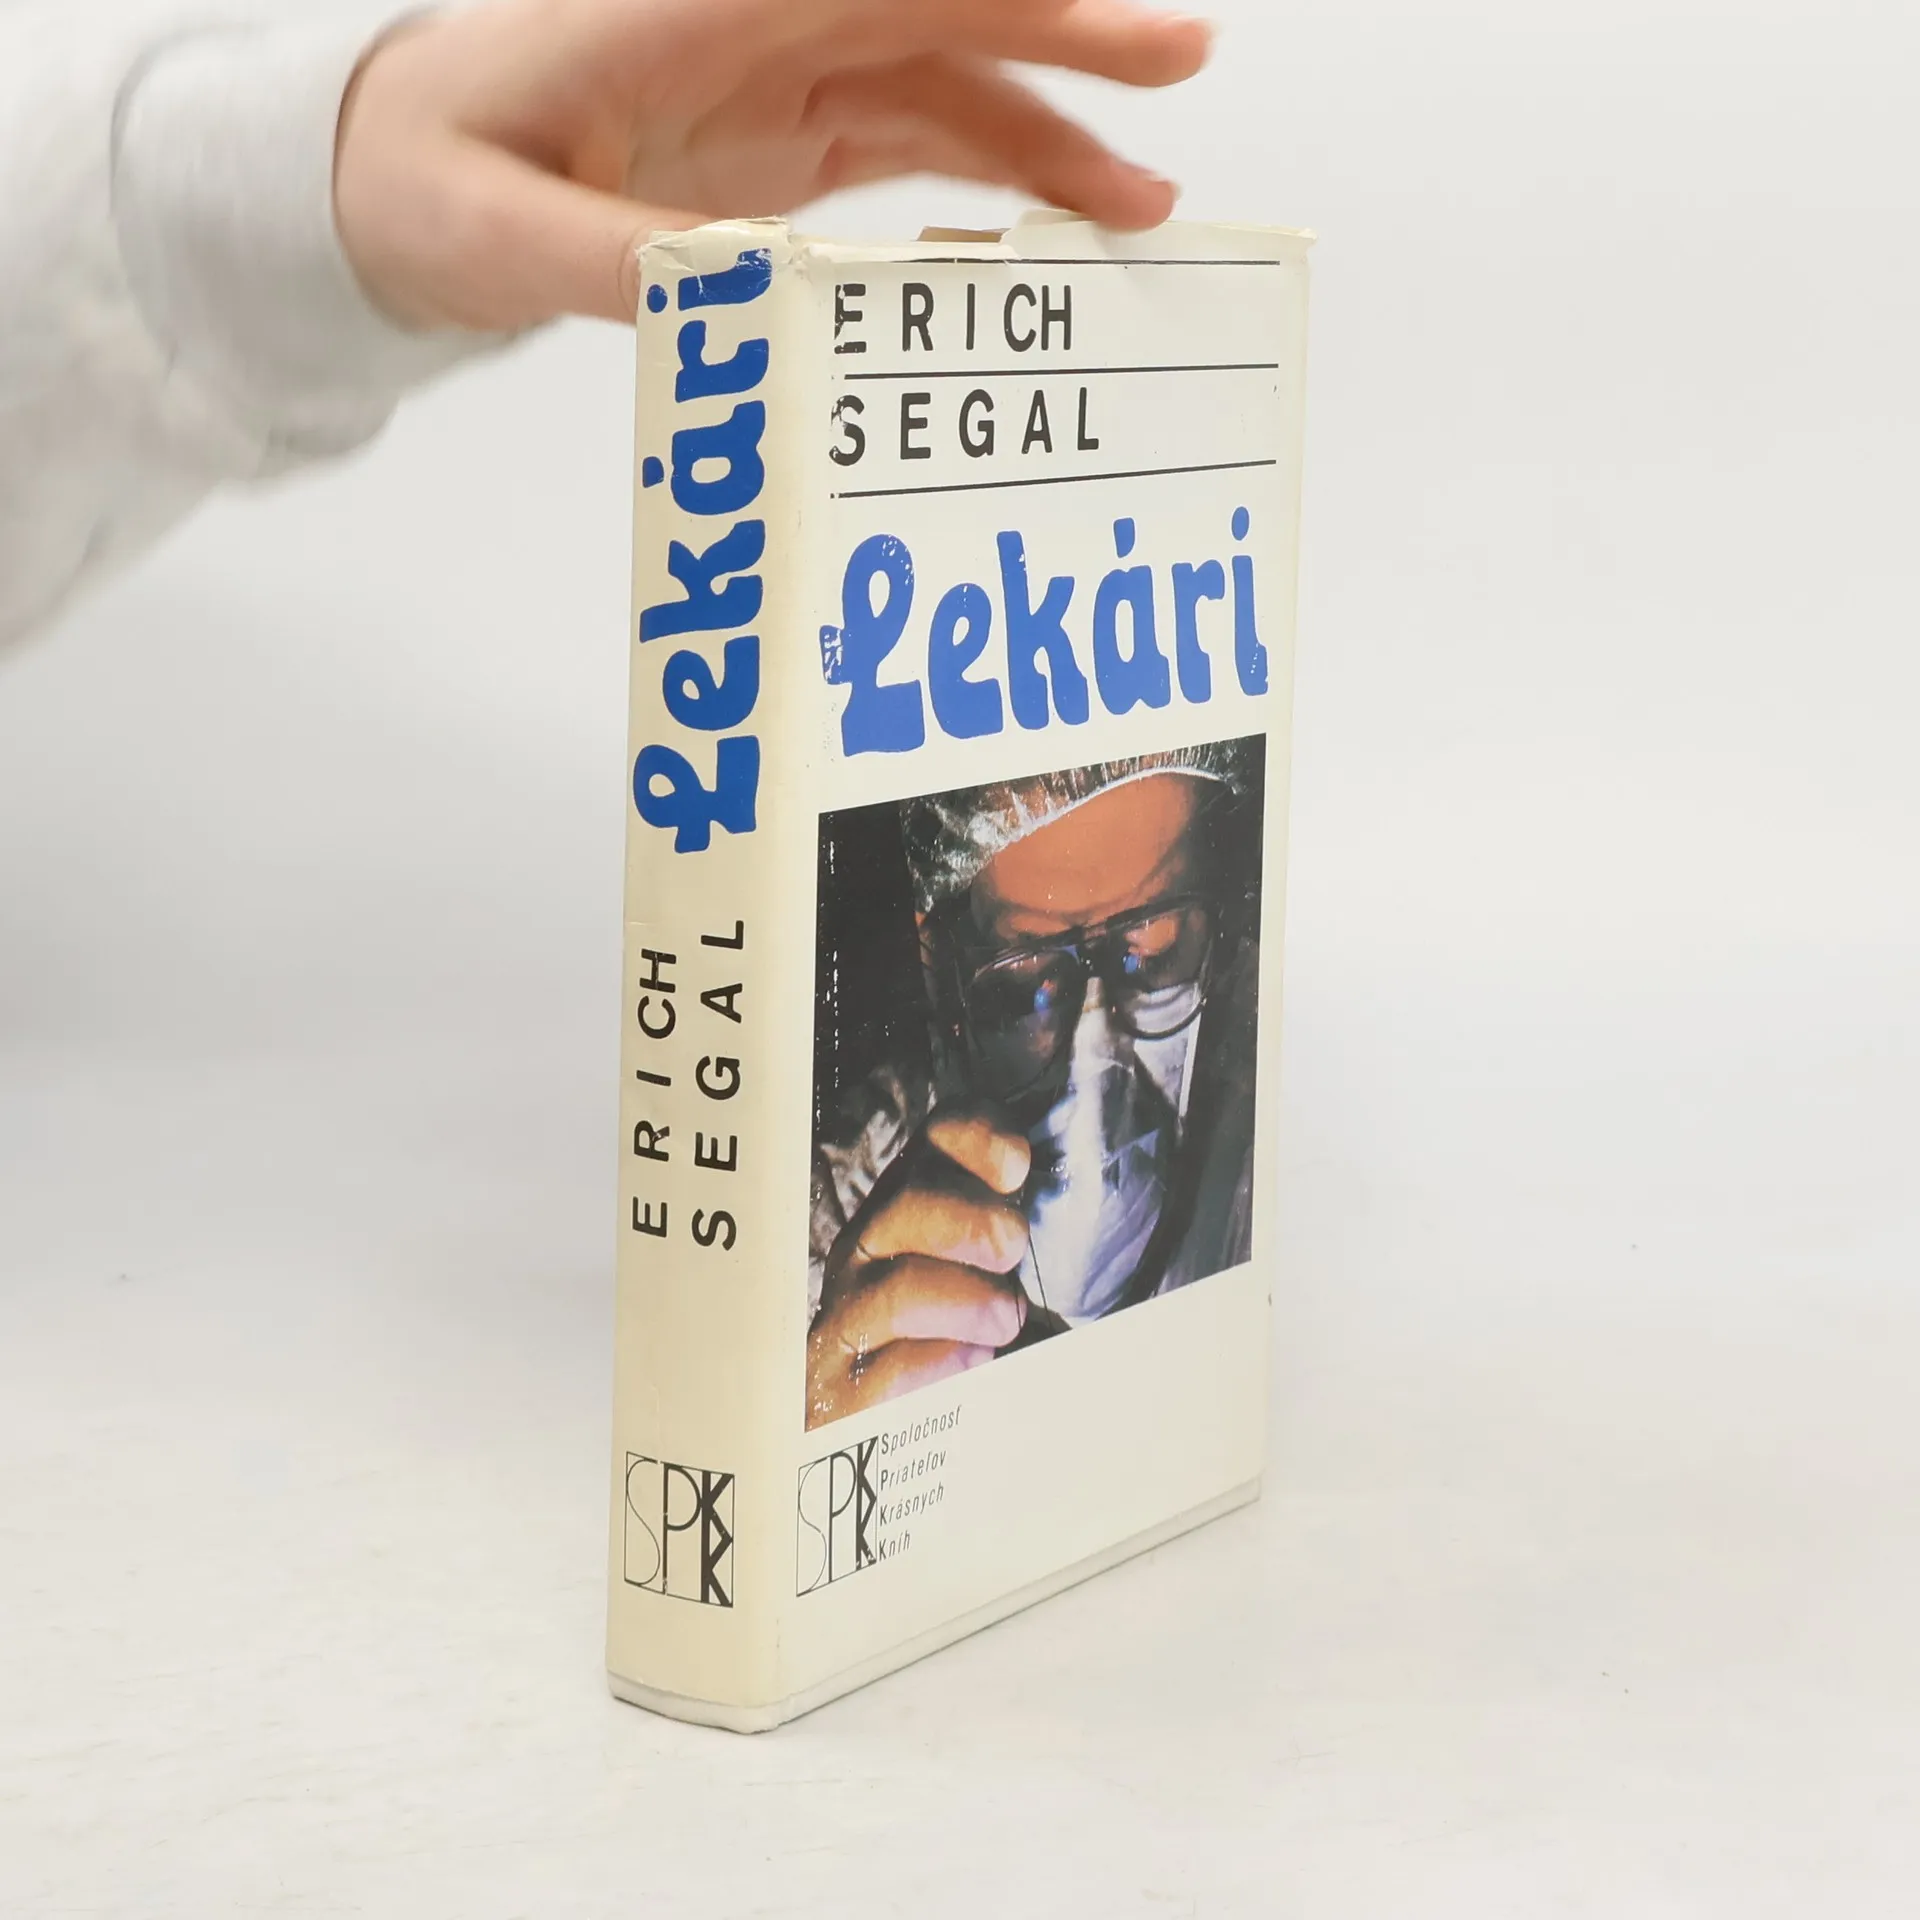 Lekári
ERICH
SEGAL
SPKK
ERICH
SEGAL
Lekári
SPKK
Spoločnosť
Priateľov
Krásnych
Kníh